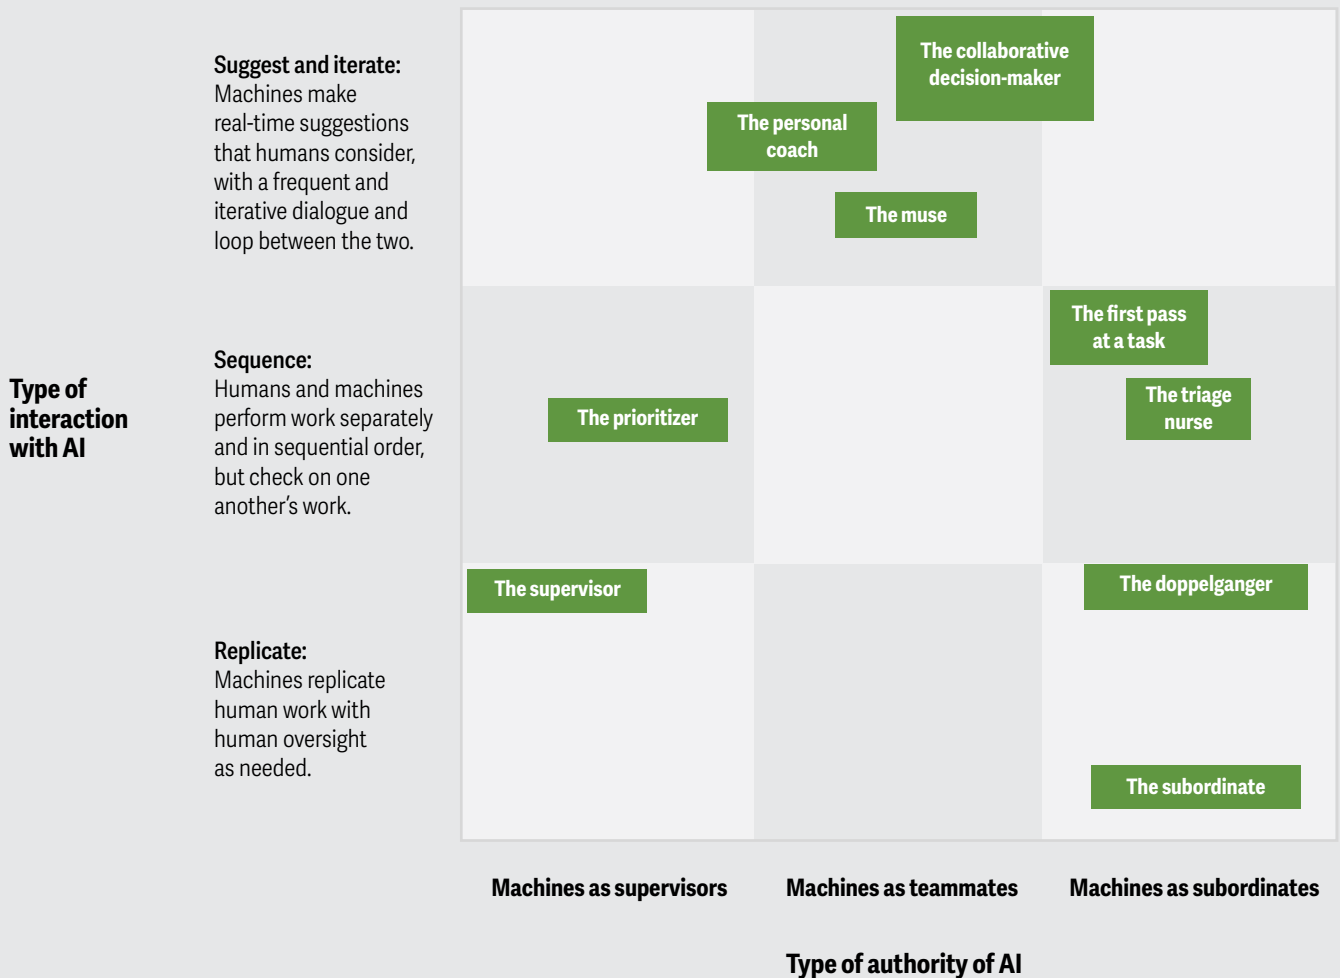 The collaborative
decision-maker
Suggest and iterate:
Machines make
real-time suggestions
that humans consider,
with a frequent and
iterative dialogue and
loop between the two.
The personal
coach
The muse
The first pass
at a task
Type of
interaction
with AI
Sequence:
Humans and machines
perform work separately
and in sequential order,
but check on one
another’s work.
The prioritizer
The triage
nurse
The supervisor
The doppelganger
Replicate:
Machines replicate
human work with
human oversight
as needed.
The subordinate
Machines as supervisors
Machines as teammates
Machines as subordinates
Type of authority of AI